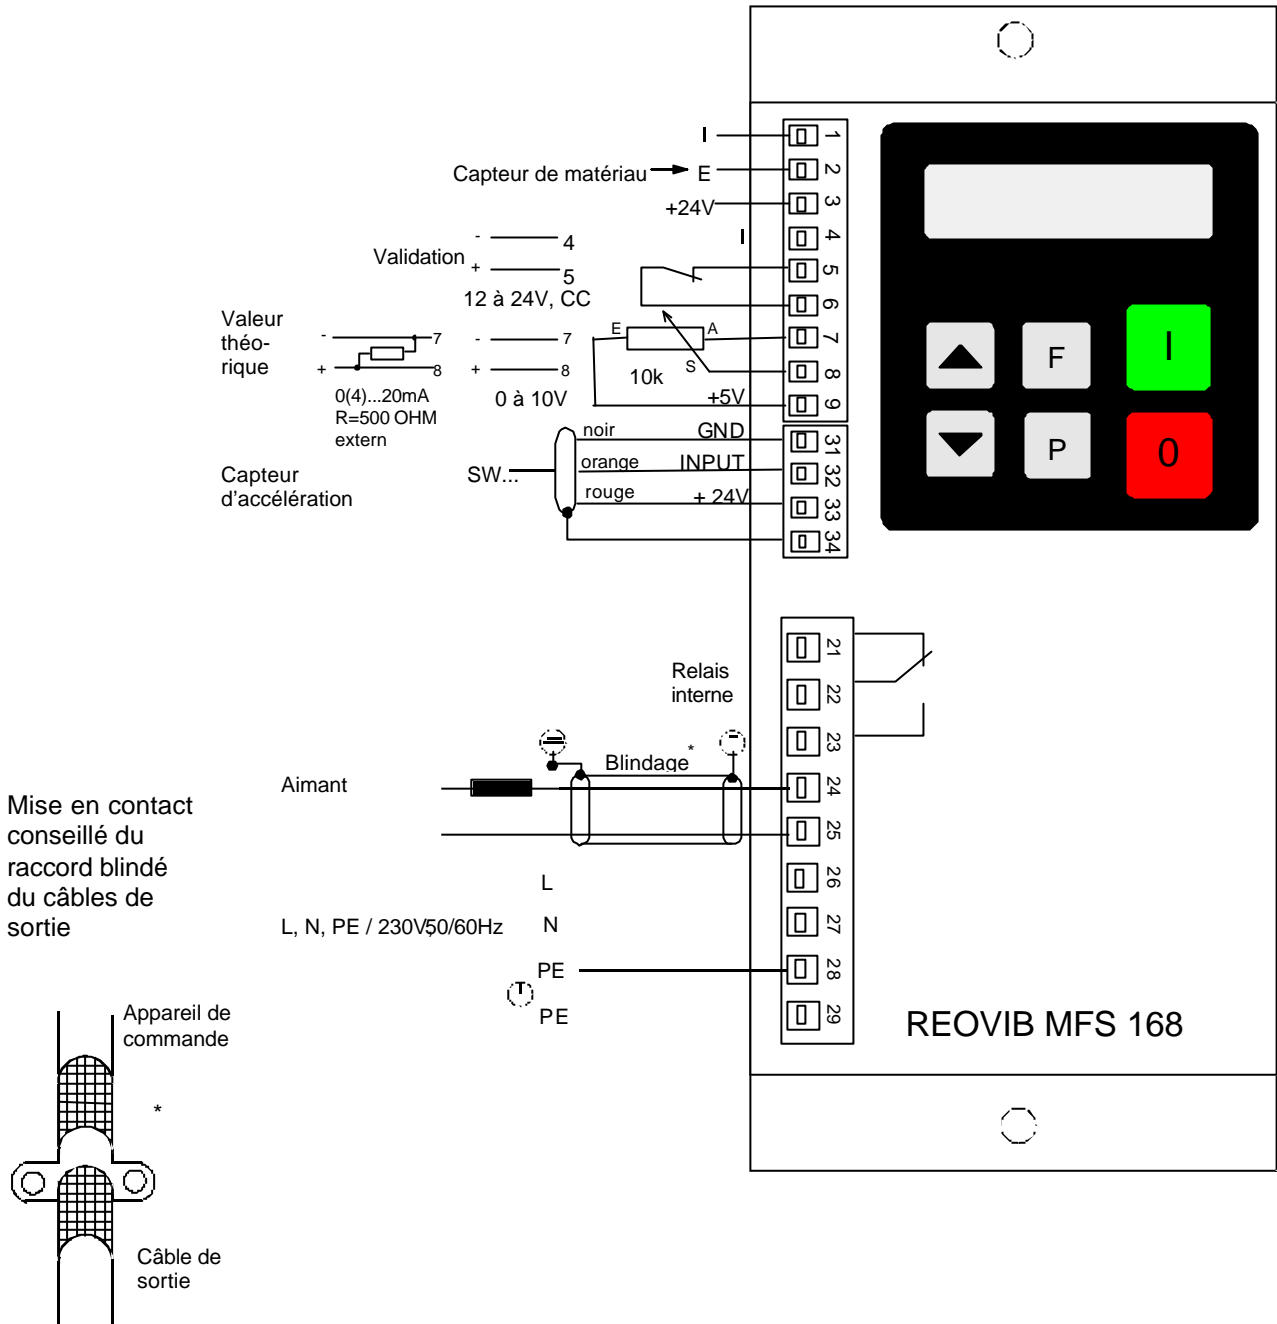 I
1
Capteur de matériau E
2
+24V
3
I
4
- 4
Validation
+ 5
12 à 24V, CC
5
6
Valeur
théo-
rique
- 7
+ 8
0(4)...20mA
R=500 OHM
extern
- 7
+ 8
0 à 10V
E
A
S
10k
+5V
7
8
9
Capteur
d'accélération
SW...
noir
GND
31
orange
INPUT
32
rouge
+ 24V
33
34
F
I
P
0
Relais
interne
21
22
23
Aimant
Blindage *
24
25
26
27
28
29
L
L, N, PE / 230V,50/60Hz
N
PE
PE
REOVIB MFS 168
Mise en contact
conseillé du
raccord blindé
du câbles de
sortie
Appareil de
commande
*
Câble de
sortie